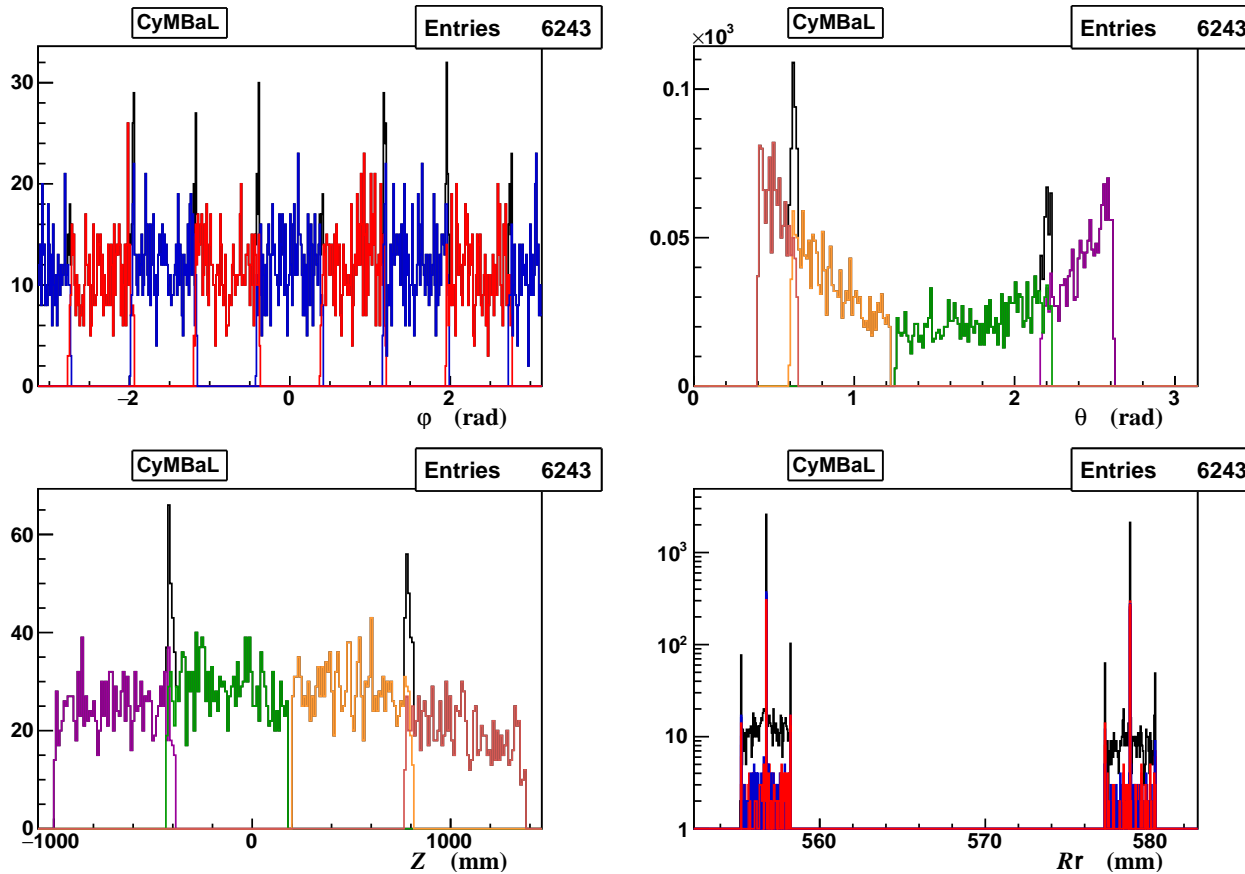 CyMBaL
Entries 6243
30
20
10
0
−2
0
2
φ (rad)
CyMBaL
Entries 6243
×10³
0.1
0.05
0
0
1
2
3
θ (rad)
CyMBaL
Entries 6243
60
40
20
0
−1000
0
1000
Z (mm)
CyMBaL
Entries 6243
10³
10²
10
1
560
570
580
Rr (mm)